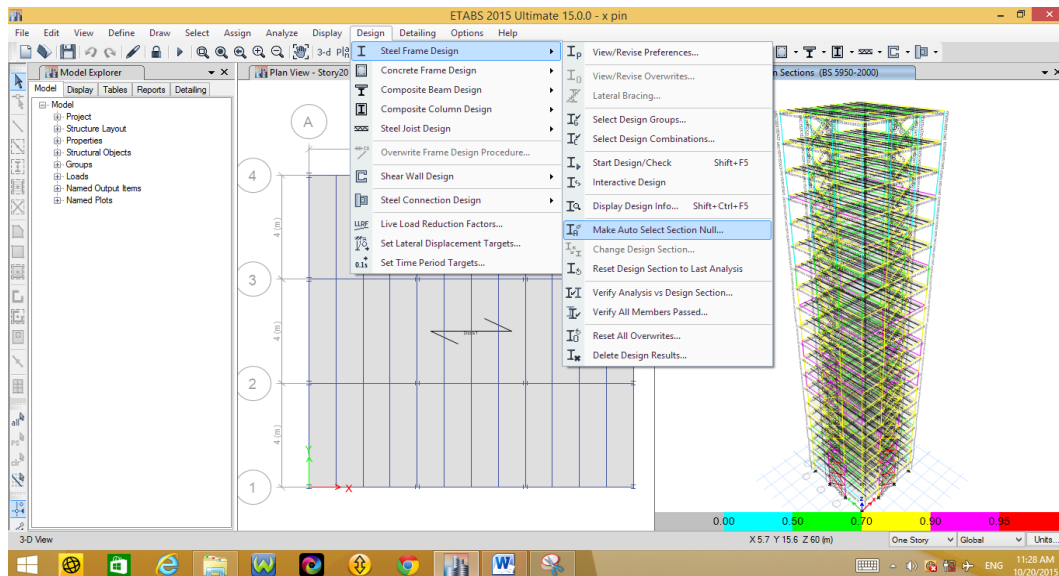 ETABS 2015 Ultimate 15.0.0 - x pin
File Edit View Define Draw Select Assign Analyze Display Design Detailing Options Help
3-d
Model Explorer
Model Display Tables Reports Detailing
Model
Project
Structure Layout
Properties
Structural Objects
Groups
Loads
Named Output Items
Named Plots
Plan View - Story20
A
4
3
2
1
4 (m)
4 (m)
4 (m)
Y
X
Steel Frame Design
Concrete Frame Design
Composite Beam Design
Composite Column Design
Steel Joist Design
Overwrite Frame Design Procedure...
Shear Wall Design
Steel Connection Design
LLRF Live Load Reduction Factors...
Set Lateral Displacement Targets...
0.1s Set Time Period Targets...
View/Revise Preferences...
View/Revise Overwrites...
Lateral Bracing...
Select Design Groups...
Select Design Combinations...
Start Design/Check Shift+F5
Interactive Design
Display Design Info... Shift+Ctrl+F5
Make Auto Select Section Null...
Change Design Section...
Reset Design Section to Last Analysis
Verify Analysis vs Design Section...
Verify All Members Passed...
Reset All Overwrites...
Delete Design Results...
n Sections (BS 5950-2000)
0.00 0.50 0.70 0.90 0.95
all
3-D View
X 5.7 Y 15.6 Z 60 (m)
One Story
Global
Units...
ENG
11:28 AM
10/20/2015